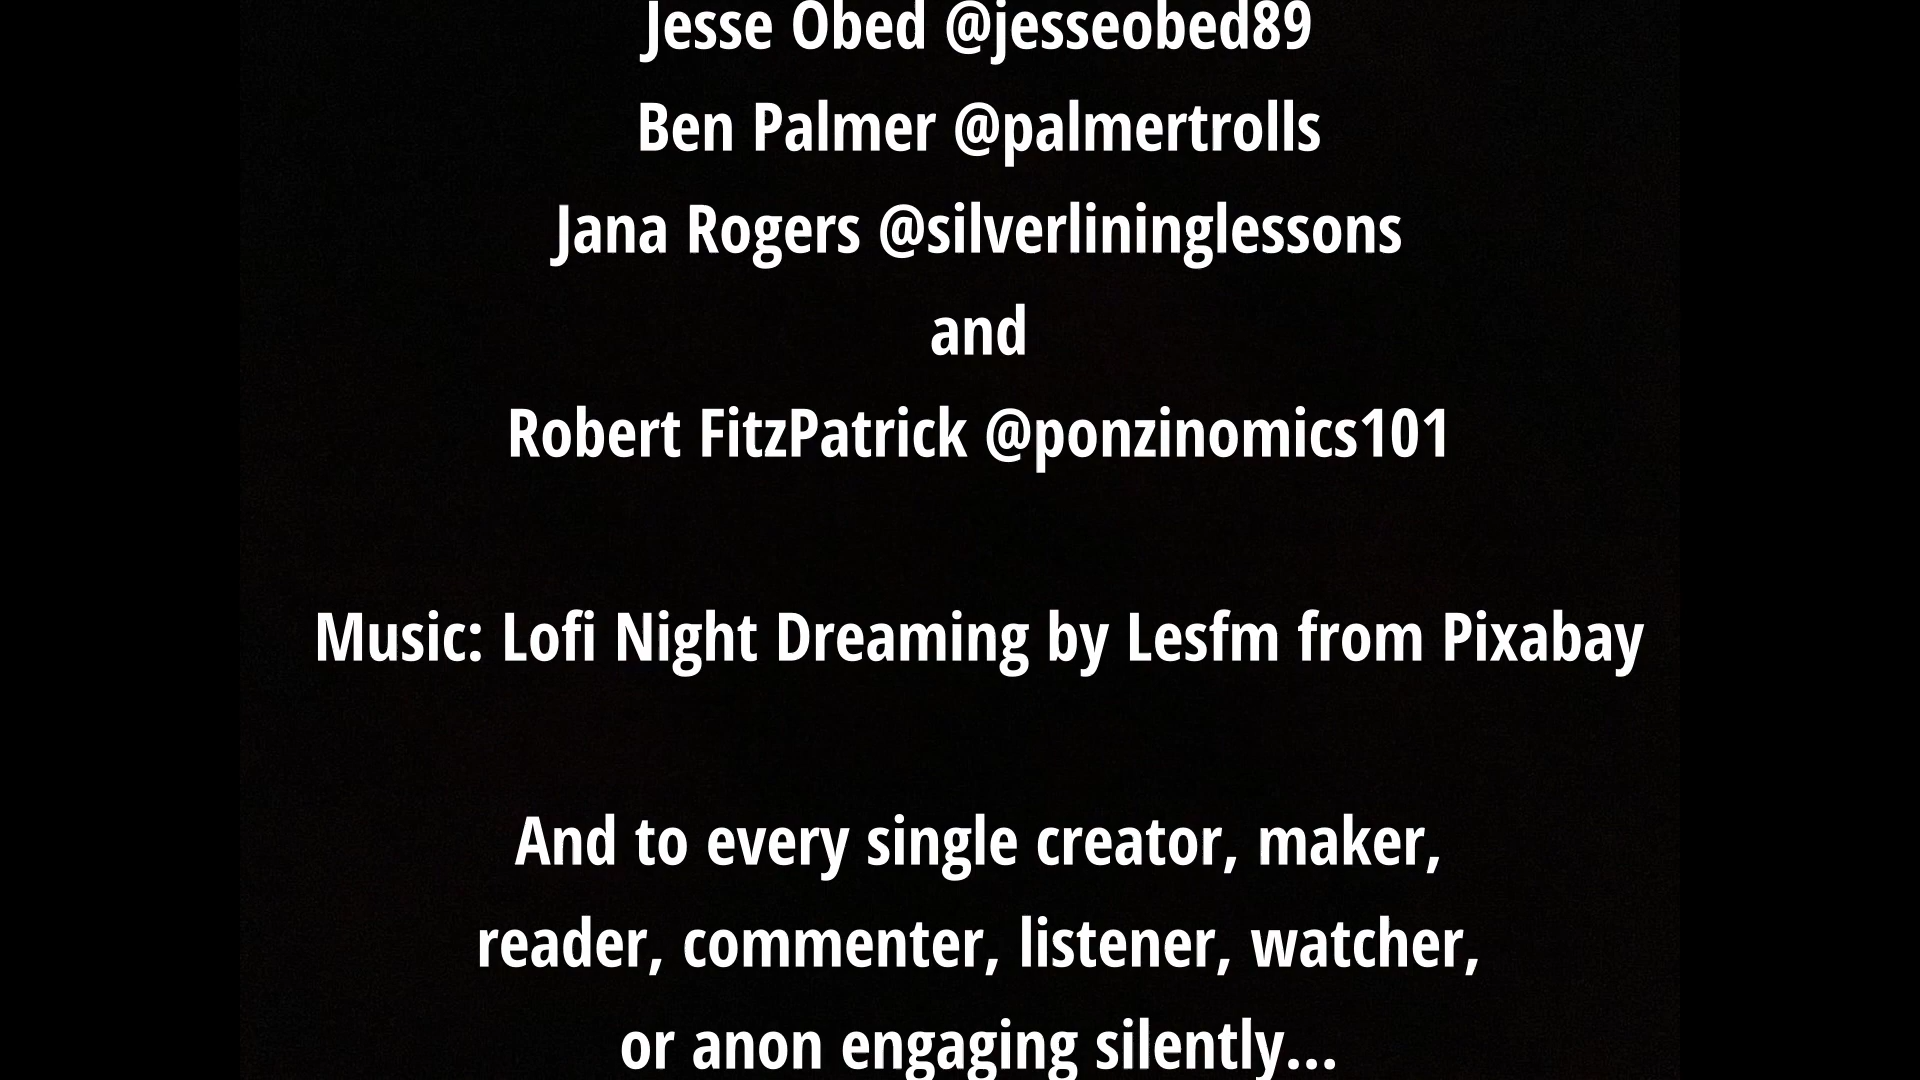 Jesse Obed @jesseobed89
Ben Palmer @palmertrolls
Jana Rogers @silverlininglessons
and
Robert FitzPatrick @ponzinomics101
Music: Lofi Night Dreaming by Lesfm from Pixabay
And to every single creator, maker,
reader, commenter, listener, watcher,
or anon engaging silently...